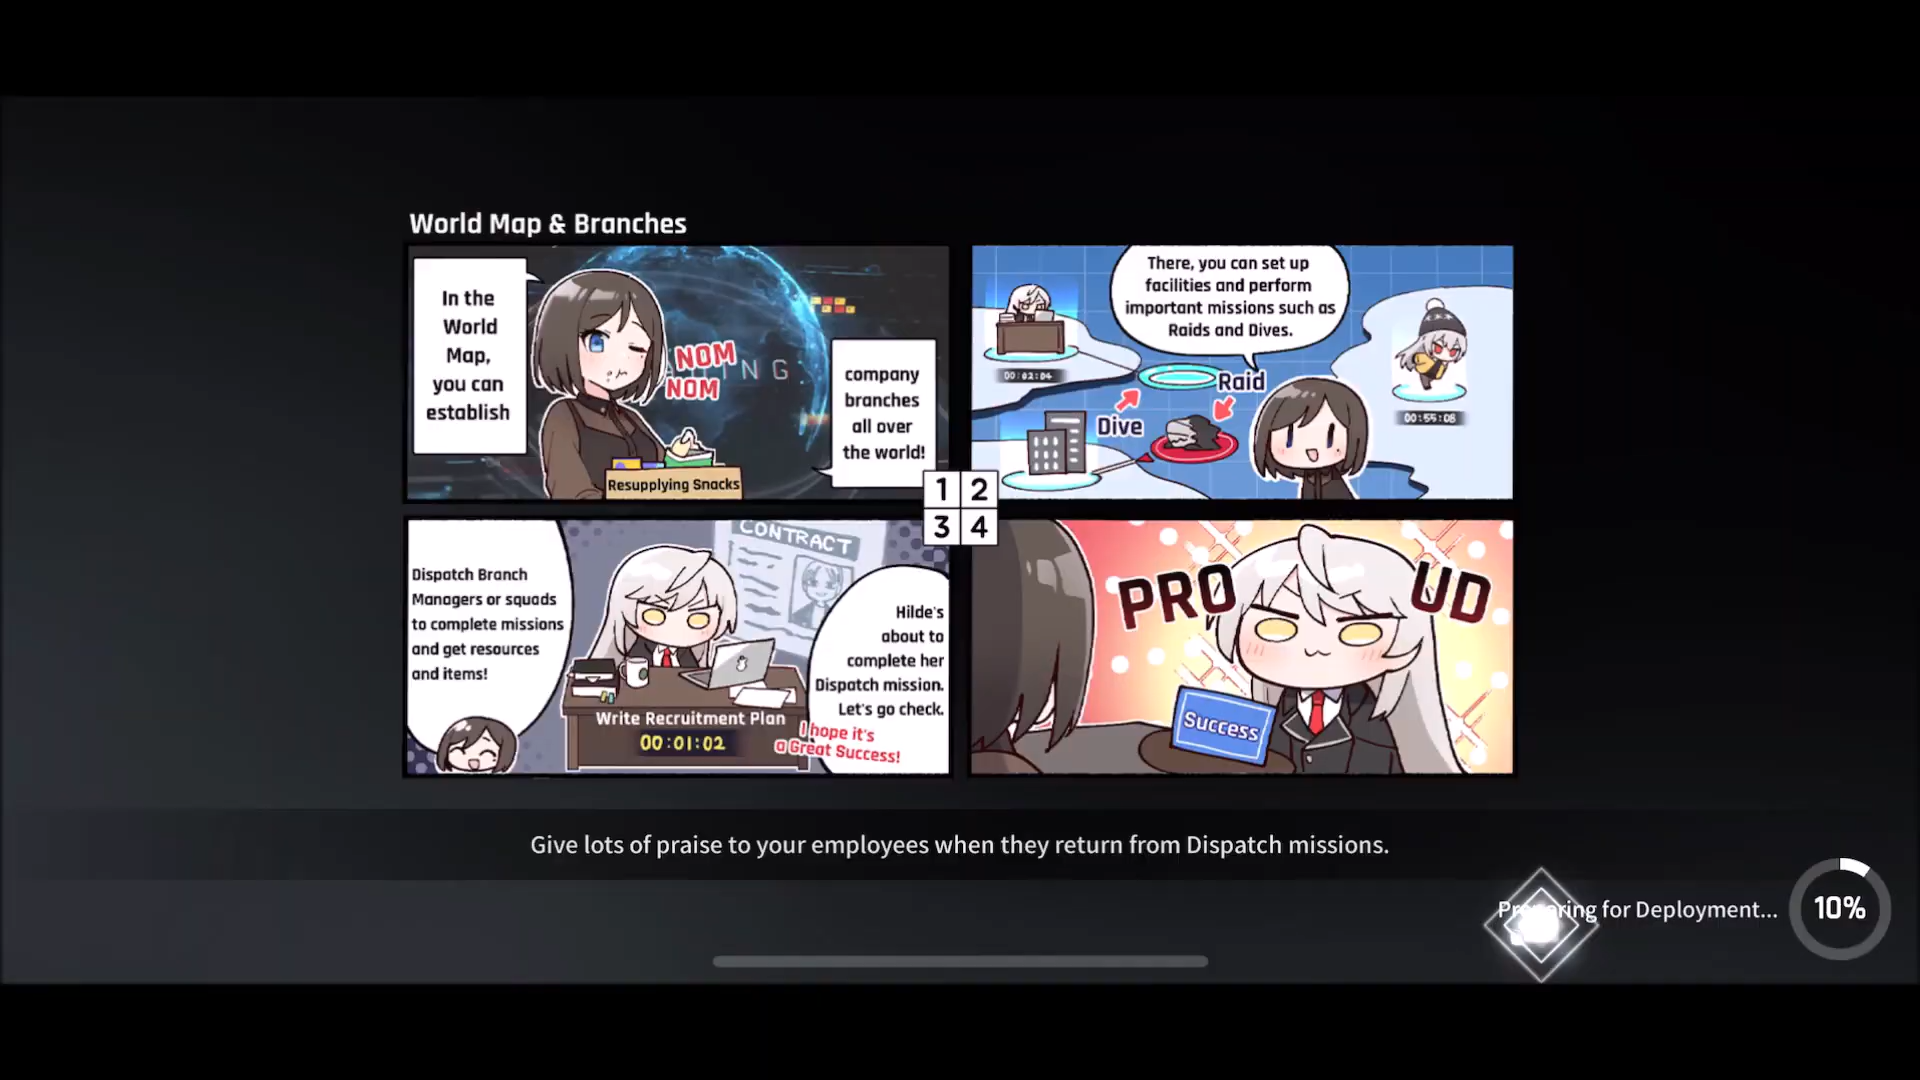 World Map & Branches
In the
World
Map,
you can
establish
NOM
NOM
company
branches
all over
the world!
Resupplying Snacks
There, you can set up
facilities and perform
important missions such as
Raids and Dives.
00:02:04
Raid
Dive
00:55:08
1 2
3 4
Dispatch Branch
Managers or squads
to complete missions
and get resources
and items!
CONTRACT
Hilde's
about to
complete her
Dispatch mission.
Let's go check.
Write Recruitment Plan
00:01:02
I hope it's
a Great Success!
PROUD
Success
Give lots of praise to your employees when they return from Dispatch missions.
Preparing for Deployment...
10%